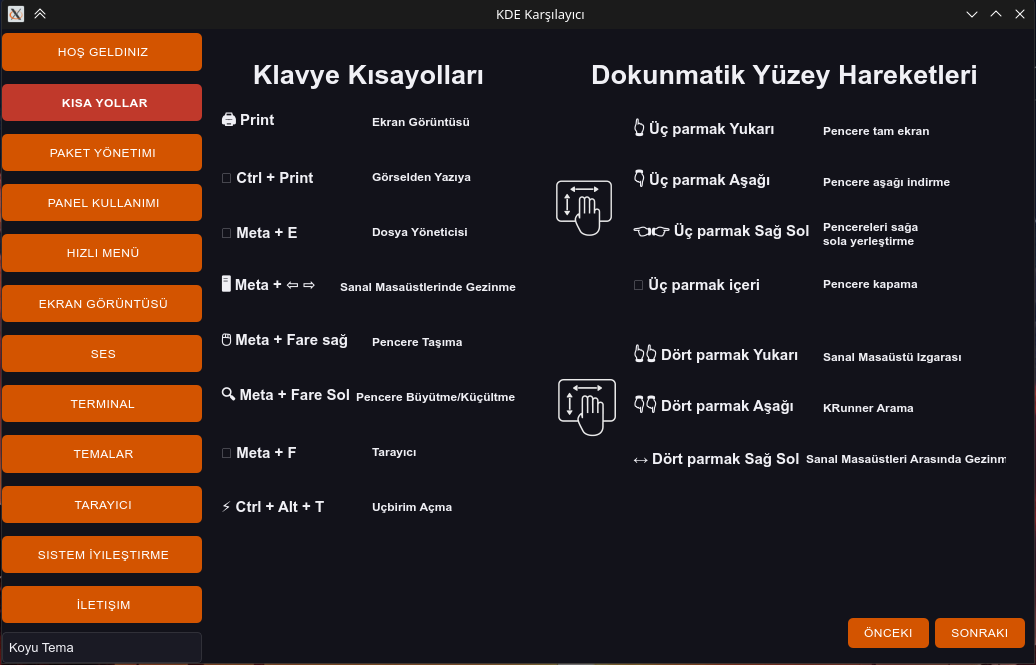 KDE Karşılayıcı
HOŞ GELDINIZ
KISA YOLLAR
PAKET YÖNETIMI
PANEL KULLANIMI
HIZLI MENÜ
EKRAN GÖRÜNTÜSÜ
SES
TERMINAL
TEMALAR
TARAYICI
SISTEM İYILEŞTIRME
İLETIŞIM
Koyu Tema
Klavye Kısayolları
Print Ekran Görüntüsü
Ctrl + Print Görselden Yazıya
Meta + E Dosya Yöneticisi
Meta + ⇦ ⇨ Sanal Masaüstlerinde Gezinme
Meta + Fare sağ Pencere Taşıma
Meta + Fare Sol Pencere Büyütme/Küçültme
Meta + F Tarayıcı
Ctrl + Alt + T Uçbirim Açma
Dokunmatik Yüzey Hareketleri
Üç parmak Yukarı Pencere tam ekran
Üç parmak Aşağı Pencere aşağı indirme
Üç parmak Sağ Sol Pencereleri sağa
sola yerleştirme
Üç parmak içeri Pencere kapama
Dört parmak Yukarı Sanal Masaüstü Izgarası
Dört parmak Aşağı KRunner Arama
↔ Dört parmak Sağ Sol Sanal Masaüstleri Arasında Gezinm
ÖNCEKI
SONRAKI